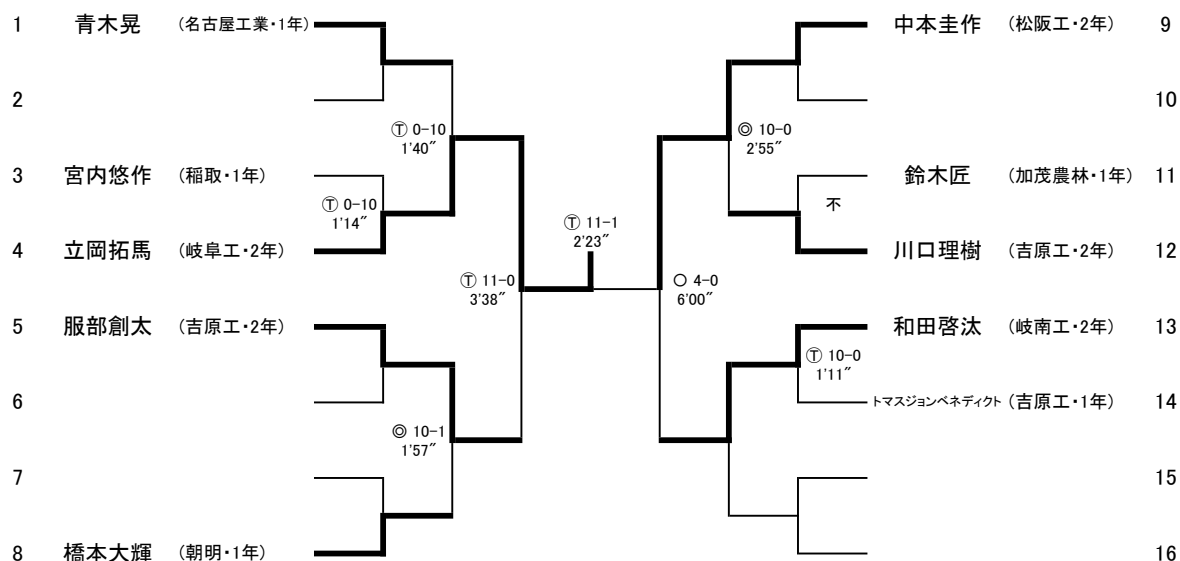 1 青木晃 (名古屋工業・1年)
2
Ⓣ 0-10
1'40"
3 宮内悠作 (稲取・1年)
Ⓣ 0-10
1'14"
4 立岡拓馬 (岐阜工・2年)
Ⓣ 11-0
3'38"
5 服部創太 (吉原工・2年)
6
◎ 10-1
1'57"
7
8 橋本大輝 (朝明・1年)
Ⓣ 11-1
2'23"
中本圭作 (松阪工・2年) 9
10
◎ 10-0
2'55"
鈴木匠 (加茂農林・1年) 11
不
川口理樹 (吉原工・2年) 12
○ 4-0
6'00"
和田啓汰 (岐南工・2年) 13
Ⓣ 10-0
1'11"
トマスジョンベネディクト (吉原工・1年) 14
15
16